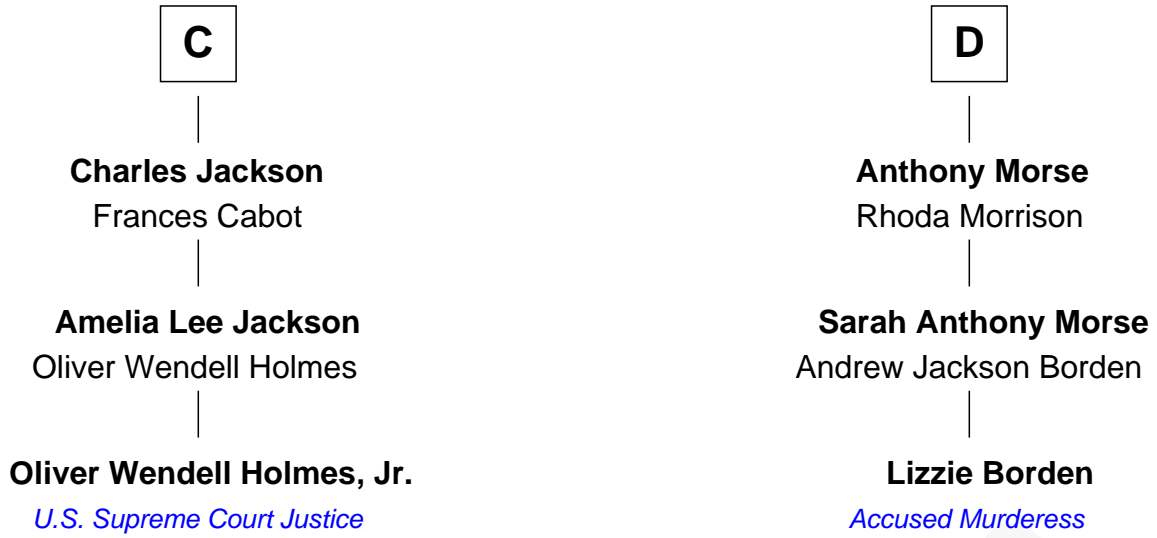 C
Charles Jackson
Frances Cabot
Amelia Lee Jackson
Oliver Wendell Holmes
Oliver Wendell Holmes, Jr.
U.S. Supreme Court Justice
D
Anthony Morse
Rhoda Morrison
Sarah Anthony Morse
Andrew Jackson Borden
Lizzie Borden
Accused Murderess